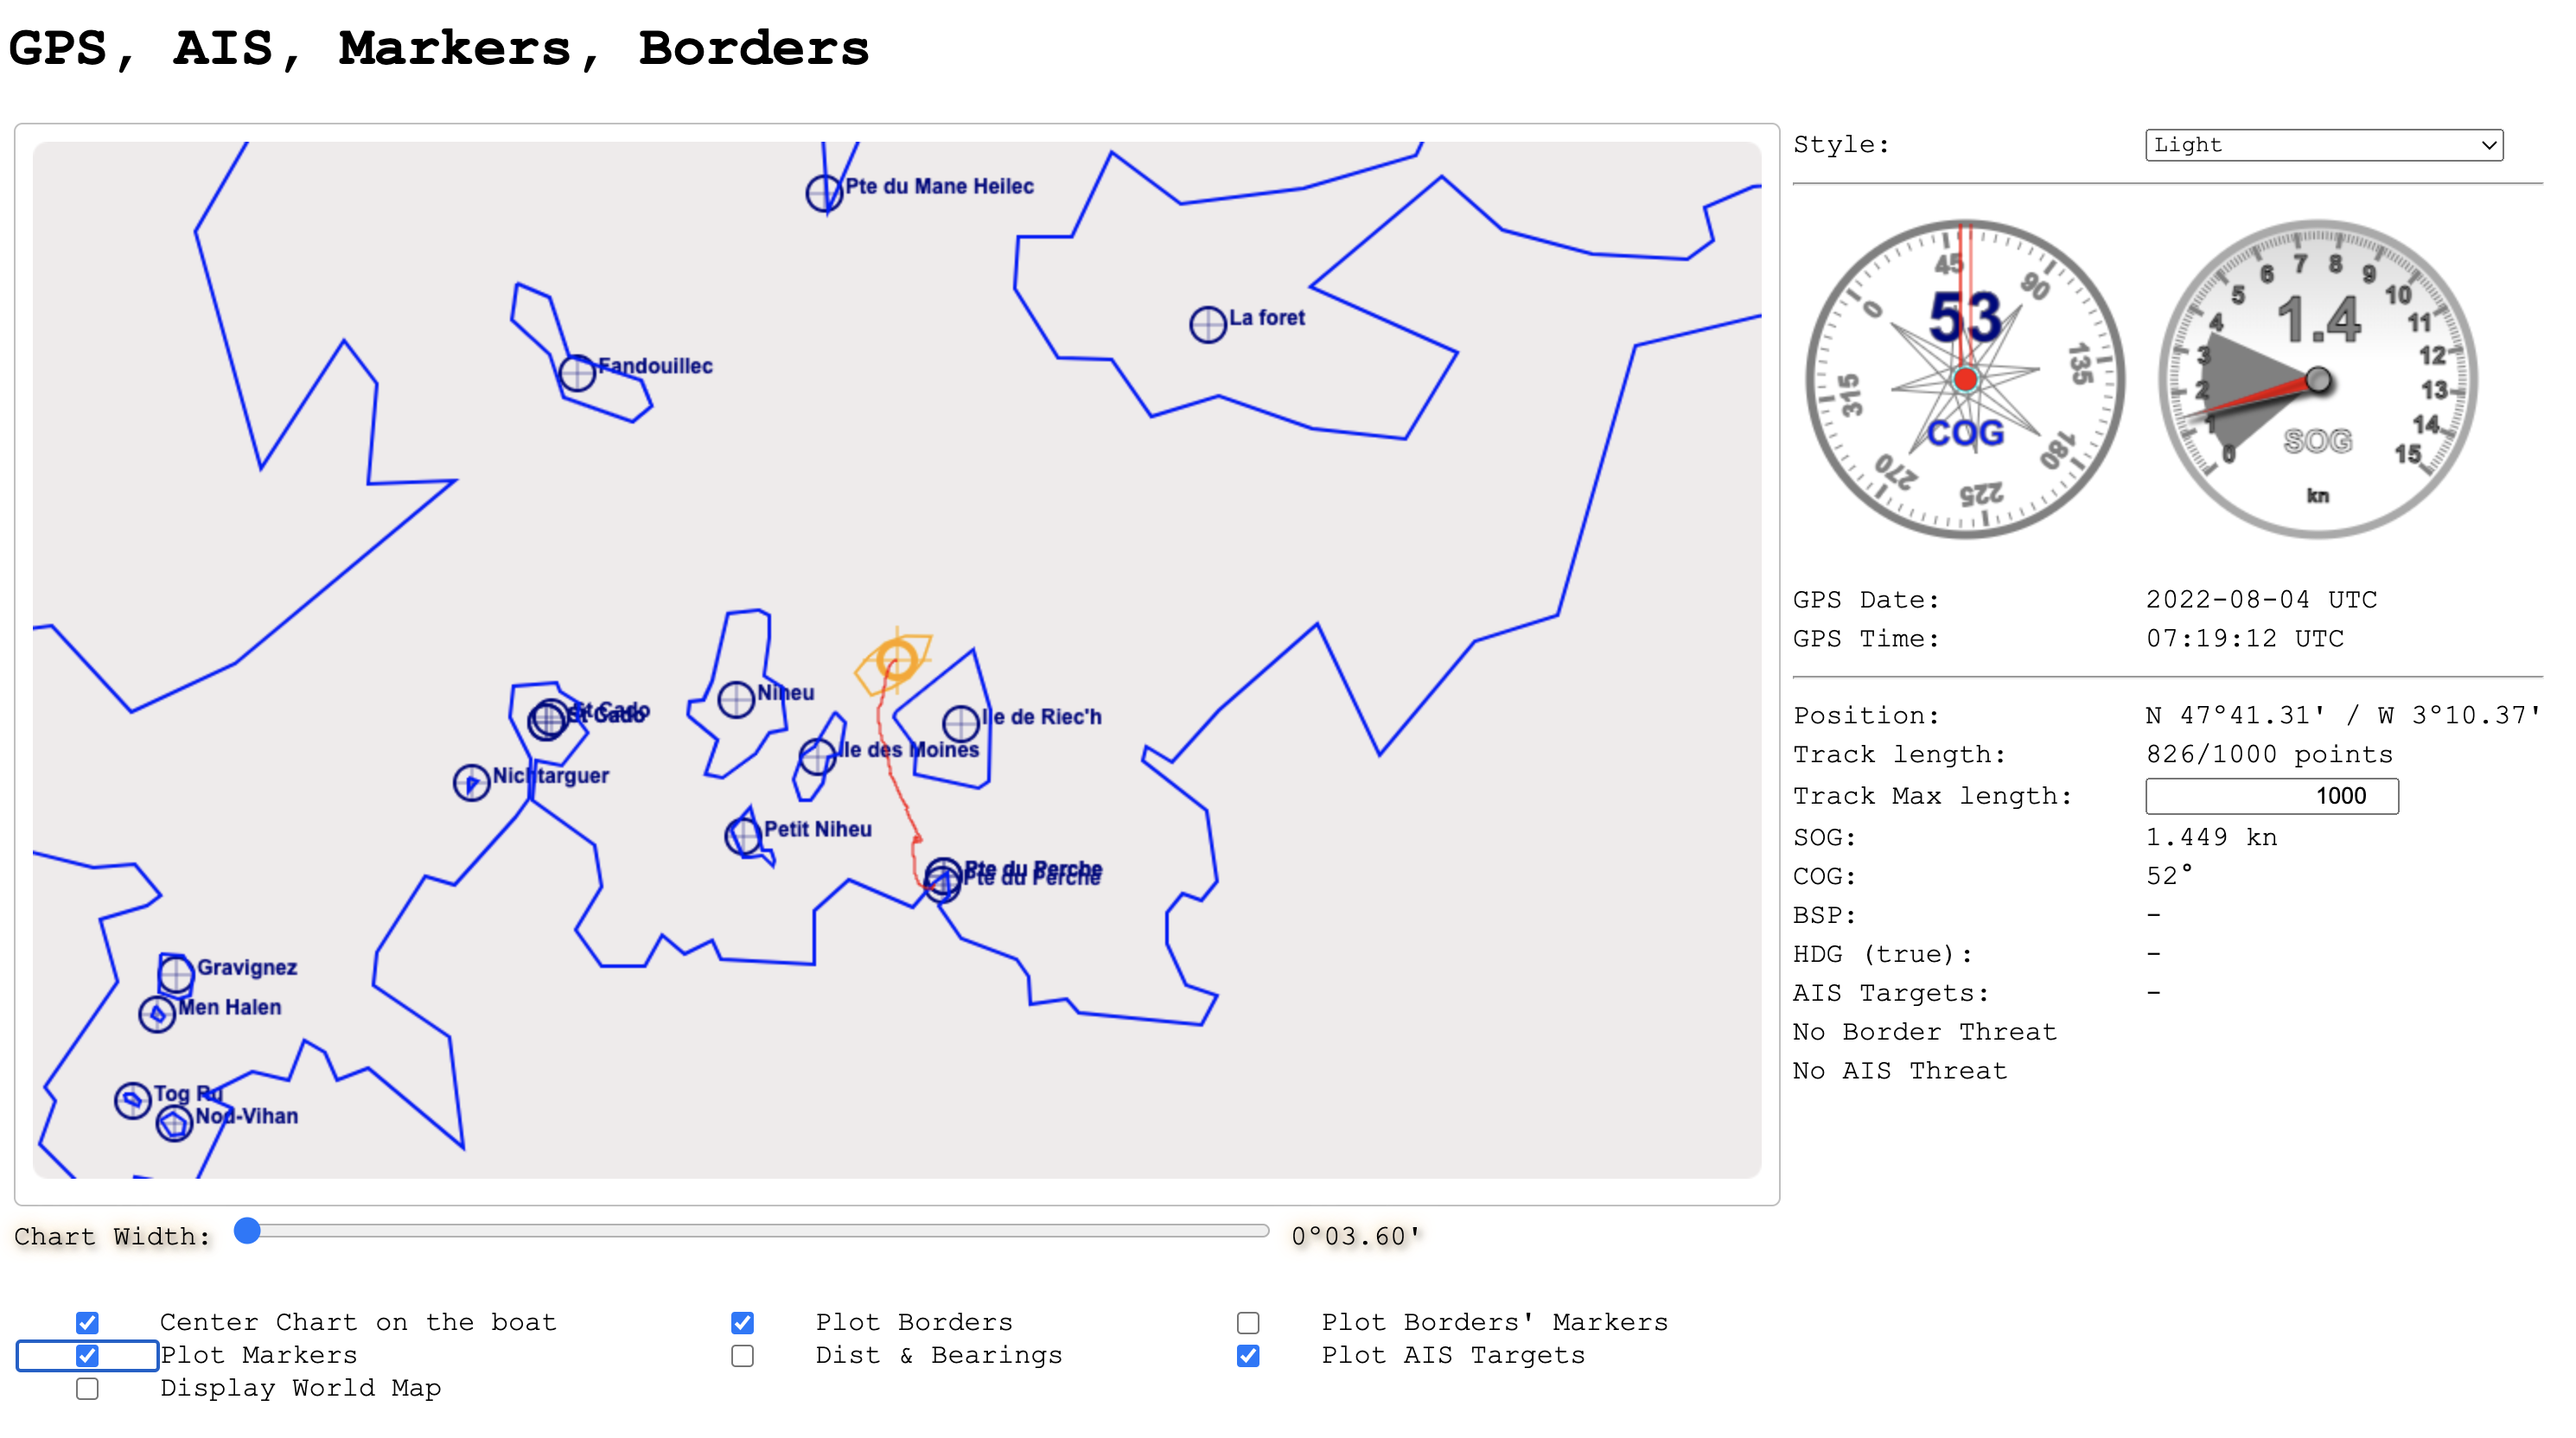 GPS, AIS, Markers, Borders
Pte du Mane Heilec
La foret
Fandouillec
Niheu
St Cado
St Cado
Ile de Riec'h
Ile des Moines
Nichtarguer
Petit Niheu
Pte du Perche
Pte du Perche
Gravignez
Men Halen
Tog Ru
Nod-Vihan
Style: Light
45
90
0
53
135
315
COG
180
270
225
7 8
6 9
5 10
1.4
4 11
3 12
2 13
1 14
SOG
0 15
kn
GPS Date: 2022-08-04 UTC
GPS Time: 07:19:12 UTC
Position: N 47°41.31' / W 3°10.37'
Track length: 826/1000 points
Track Max length: 1000
SOG: 1.449 kn
COG: 52°
BSP: -
HDG (true): -
AIS Targets: -
No Border Threat
No AIS Threat
Chart Width: 0°03.60'
Center Chart on the boat Plot Borders Plot Borders' Markers
Plot Markers Dist & Bearings Plot AIS Targets
Display World Map